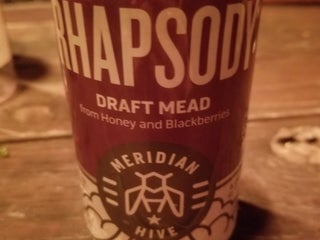 RHAPSODY
DRAFT MEAD
from Honey and Blackberries
MERIDIAN
HIVE